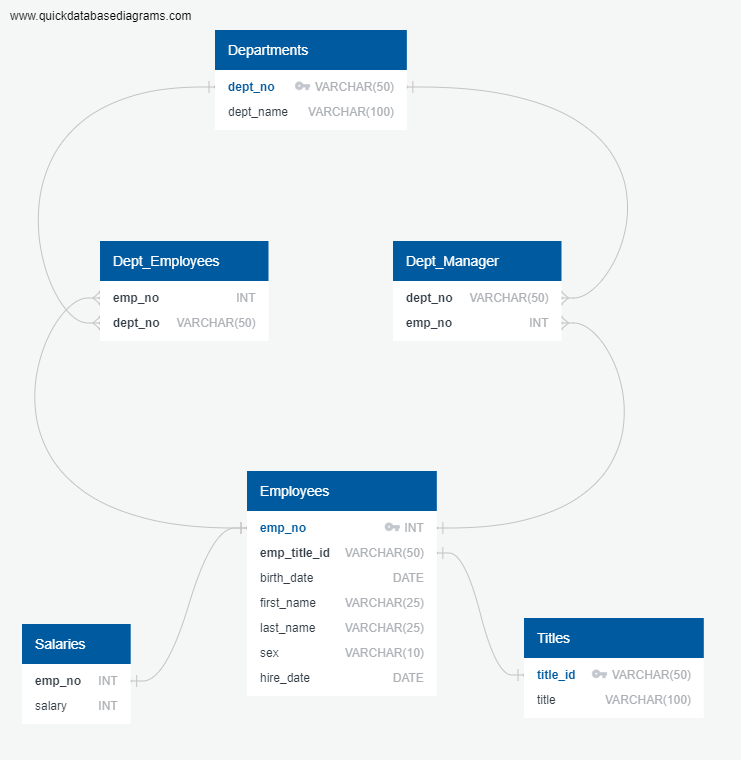 www.quickdatabasediagrams.com
Departments
dept_no VARCHAR(50)
dept_name VARCHAR(100)
Dept_Employees
emp_no INT
dept_no VARCHAR(50)
Dept_Manager
dept_no VARCHAR(50)
emp_no INT
Employees
emp_no INT
emp_title_id VARCHAR(50)
birth_date DATE
first_name VARCHAR(25)
last_name VARCHAR(25)
sex VARCHAR(10)
hire_date DATE
Salaries
emp_no INT
salary INT
Titles
title_id VARCHAR(50)
title VARCHAR(100)